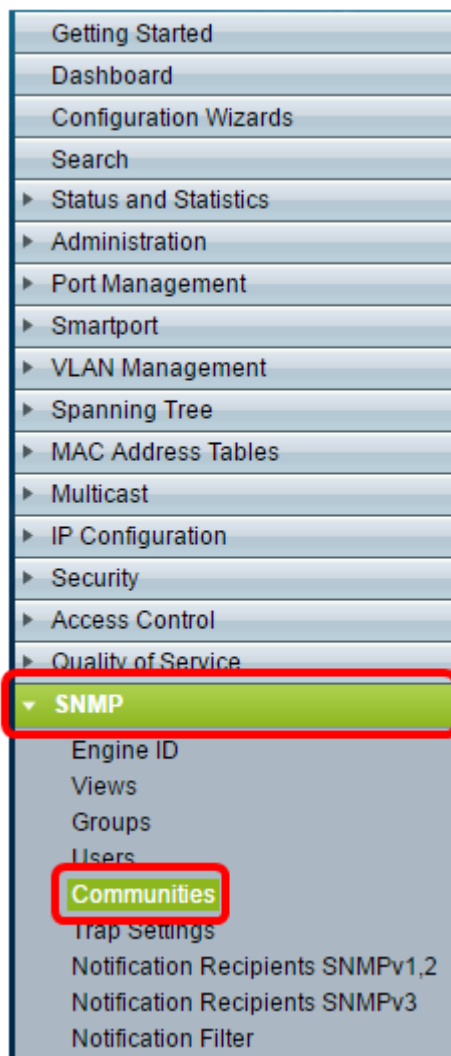 Getting Started
Dashboard
Configuration Wizards
Search
Status and Statistics
Administration
Port Management
Smartport
VLAN Management
Spanning Tree
MAC Address Tables
Multicast
IP Configuration
Security
Access Control
Quality of Service
SNMP
Engine ID
Views
Groups
Users
Communities
Trap Settings
Notification Recipients SNMPv1,2
Notification Recipients SNMPv3
Notification Filter